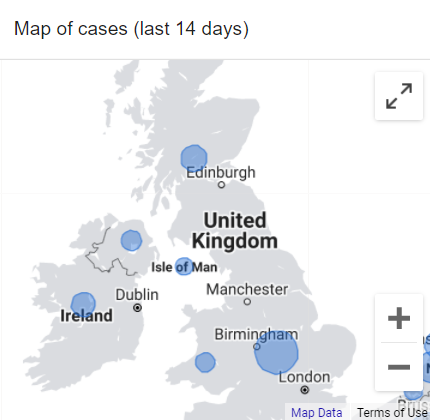 Map of cases (last 14 days)
Edinburgh
United
Kingdom
Isle of Man
Dublin
Manchester
Ireland
Birmingham
London
Map Data
Terms of Use